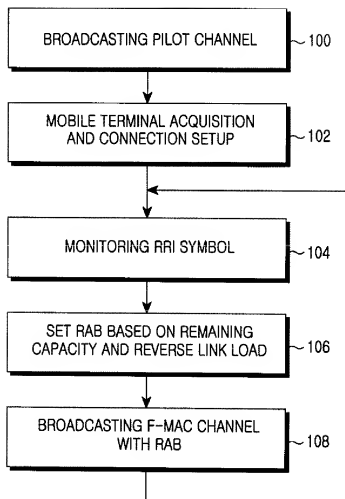 BROADCASTING PILOT CHANNEL
100
MOBILE TERMINAL ACQUISITION
AND CONNECTION SETUP
102
MONITORING RRI SYMBOL
104
SET RAB BASED ON REMAINING
CAPACITY AND REVERSE LINK LOAD
106
BROADCASTING F-MAC CHANNEL
WITH RAB
108